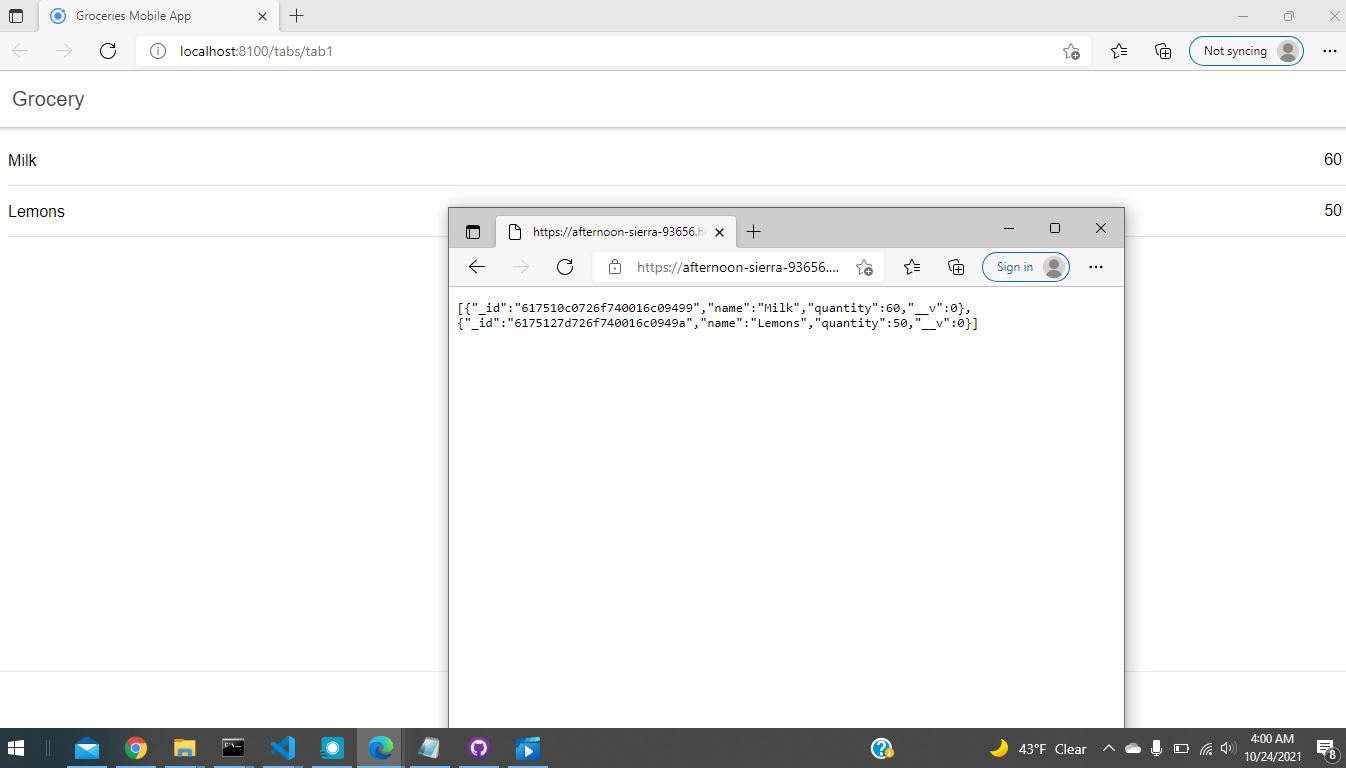 Groceries Mobile App
localhost:8100/tabs/tab1
Not syncing
Grocery
Milk 60
Lemons 50
https://afternoon-sierra-93656.h
https://afternoon-sierra-93656....
Sign in
[{"_id":"617510c0726f740016c09499","name":"Milk","quantity":60,"__v":0},
{"_id":"6175127d726f740016c0949a","name":"Lemons","quantity":50,"__v":0}]
43°F Clear
4:00 AM
10/24/2021
8